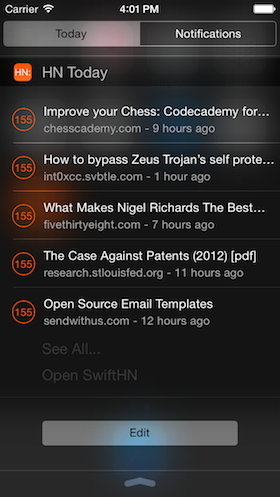 Carrier 4:01 PM
Today Notifications
HN: HN Today
Improve your Chess: Codecademy for...
155
chesscademy.com - 9 hours ago
How to bypass Zeus Trojan's self prote...
155
int0xcc.svbtle.com - 1 hour ago
What Makes Nigel Richards The Best...
155
fivethirtyeight.com - 7 hours ago
The Case Against Patents (2012) [pdf]
155
research.stlouisfed.org - 11 hours ago
Open Source Email Templates
155
sendwithus.com - 12 hours ago
See All...
Open SwiftHN
Edit